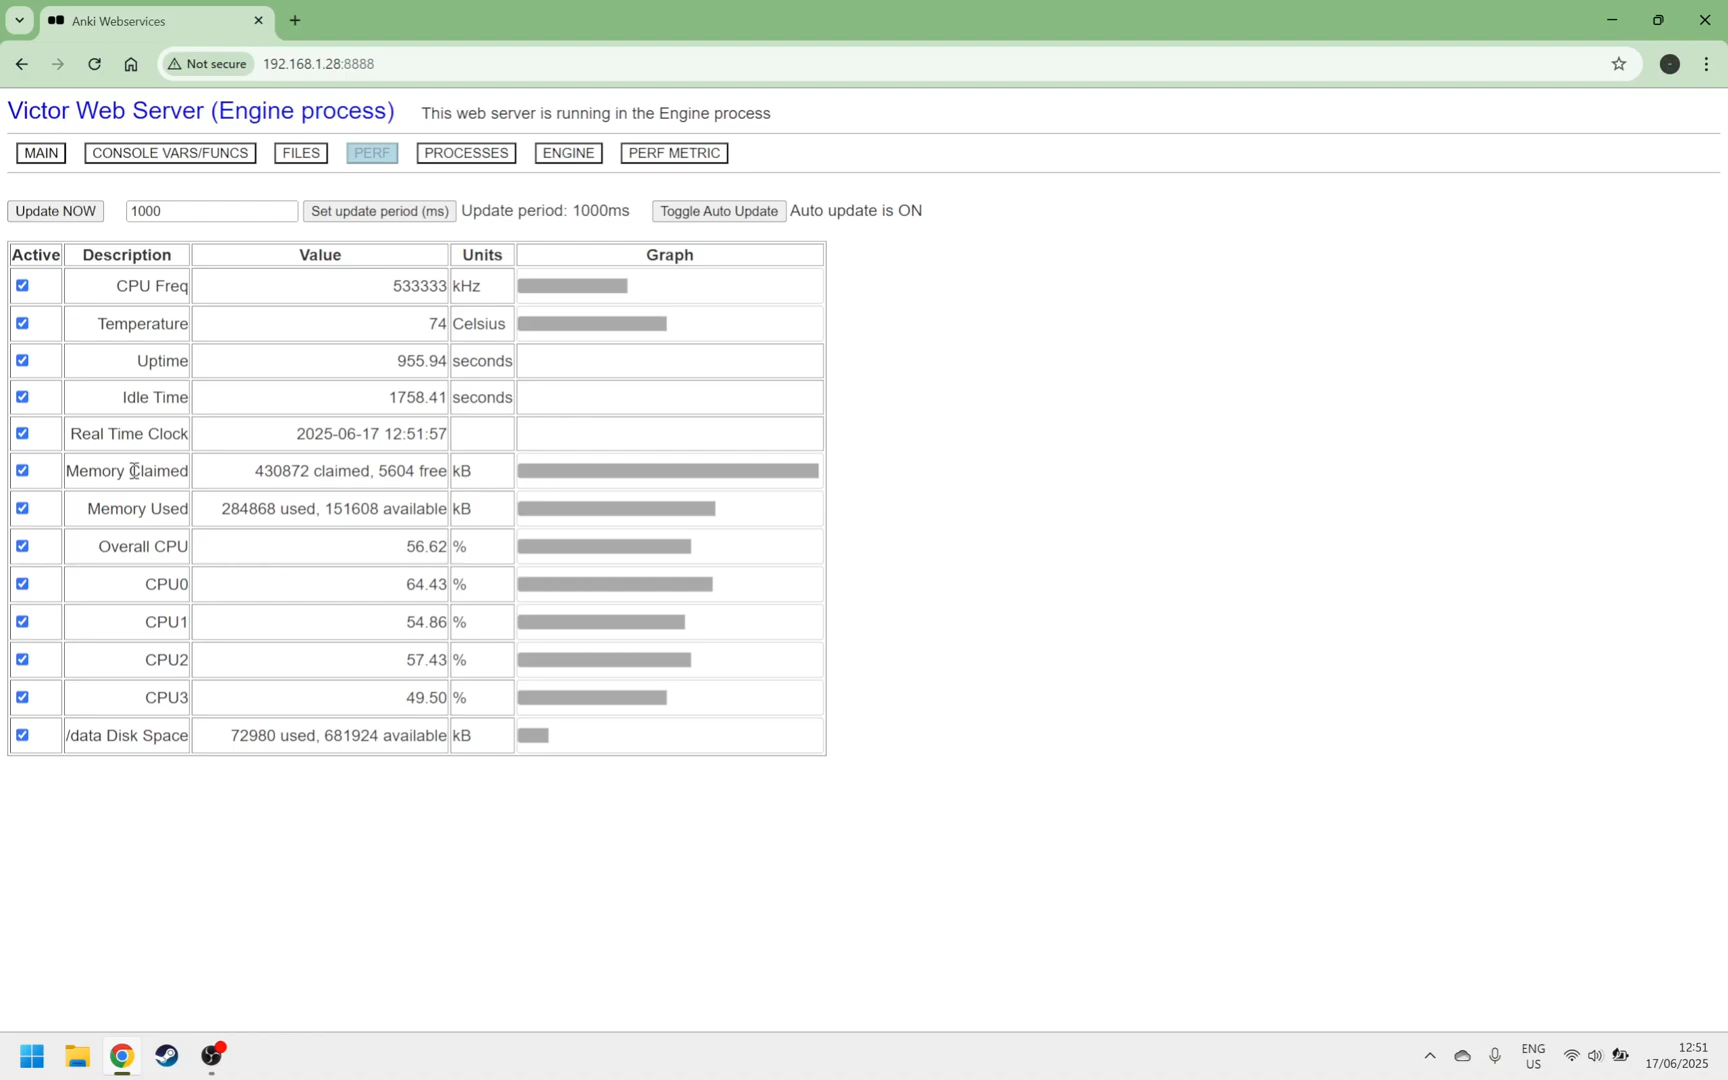 Anki Webservices
Not secure 192.168.1.28:8888
Victor Web Server (Engine process) This web server is running in the Engine process
MAIN CONSOLE VARS/FUNCS FILES PERF PROCESSES ENGINE PERF METRIC
Update NOW 1000 Set update period (ms) Update period: 1000ms Toggle Auto Update Auto update is ON
Active Description Value Units Graph
CPU Freq 533333 kHz
Temperature 74 Celsius
Uptime 955.94 seconds
Idle Time 1758.41 seconds
Real Time Clock 2025-06-17 12:51:57
Memory Claimed 430872 claimed, 5604 free kB
Memory Used 284868 used, 151608 available kB
Overall CPU 56.62 %
CPU0 64.43 %
CPU1 54.86 %
CPU2 57.43 %
CPU3 49.50 %
/data Disk Space 72980 used, 681924 available kB
ENG
US
12:51
17/06/2025